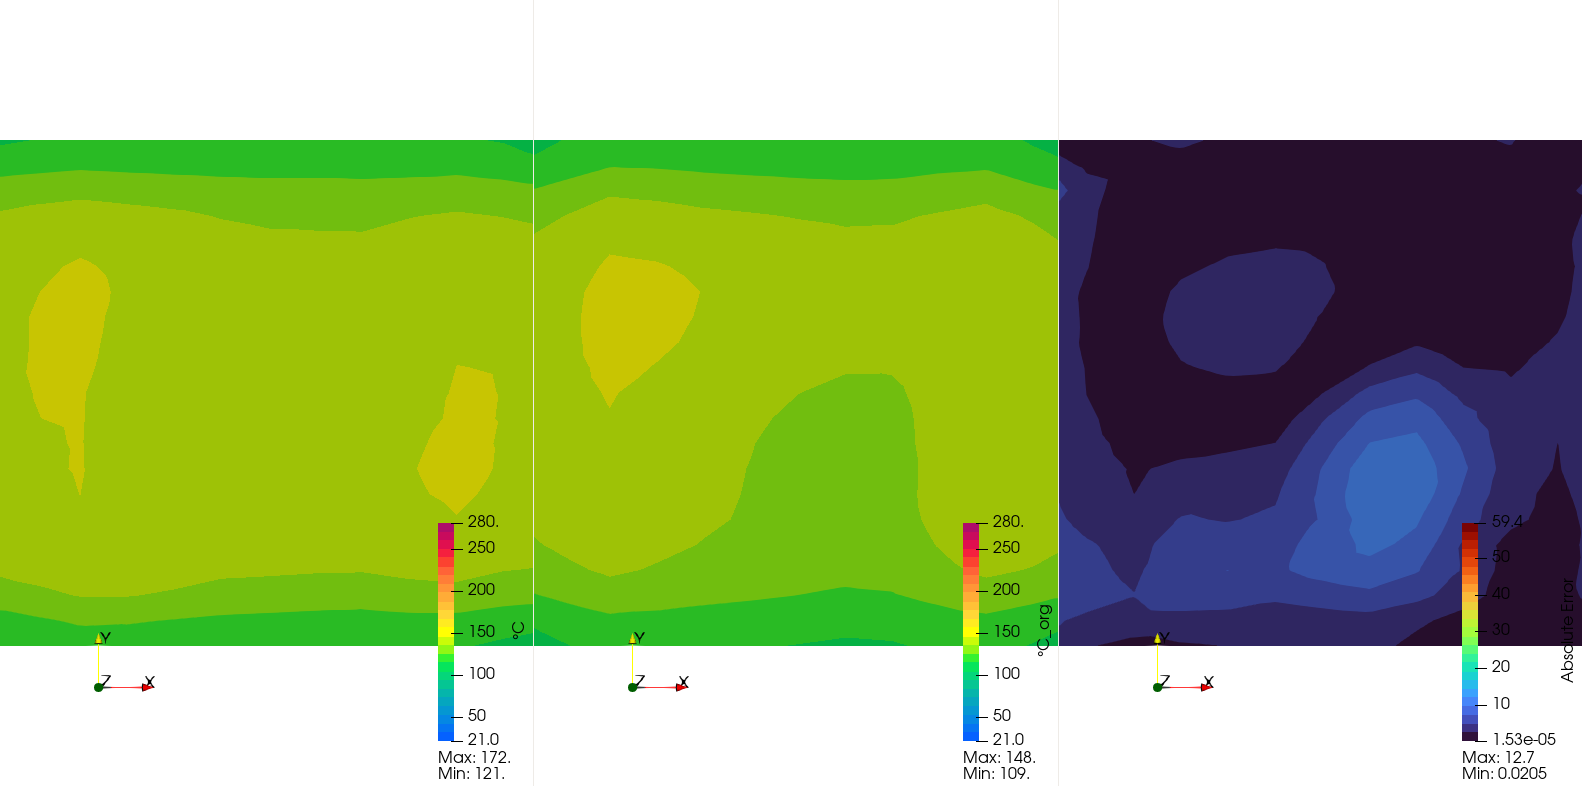 280.
250
200
150
100
50
21.0
°C
Max: 172.
Min: 121.
Y
Z
X
280.
250
200
150
100
50
21.0
°C_org
Max: 148.
Min: 109.
Y
Z
X
59.4
50
40
30
20
10
1.53e-05
Absolute Error
Max: 12.7
Min: 0.0205
Y
Z
X